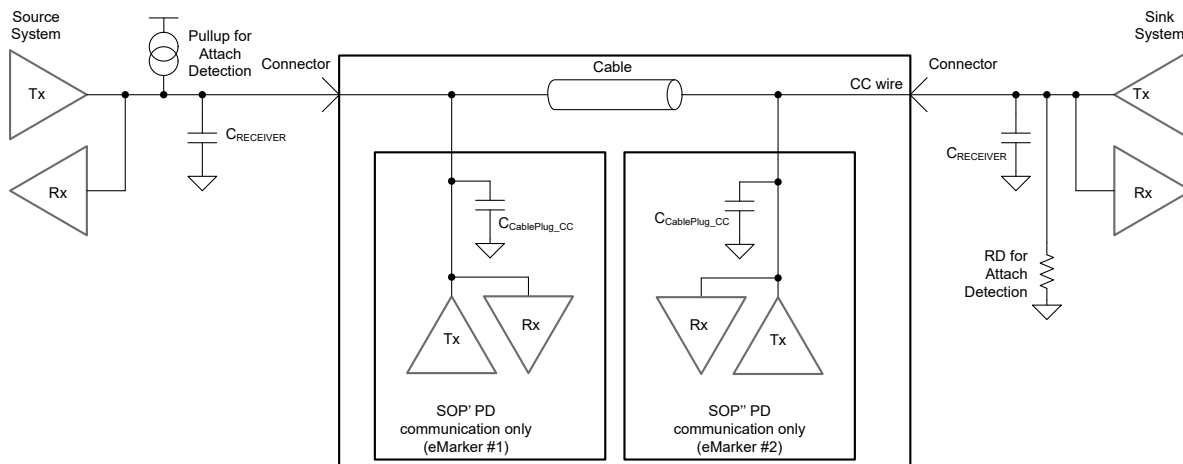 Source
System
Pullup for
Attach
Detection
Tx
Rx
CRECEIVER
Connector
Cable
CC wire
Connector
Sink
System
Tx
Rx
CRECEIVER
RD for
Attach
Detection
CCablePlug_CC
Tx
Rx
SOP' PD
communication only
(eMarker #1)
CCablePlug_CC
Rx
Tx
SOP'' PD
communication only
(eMarker #2)